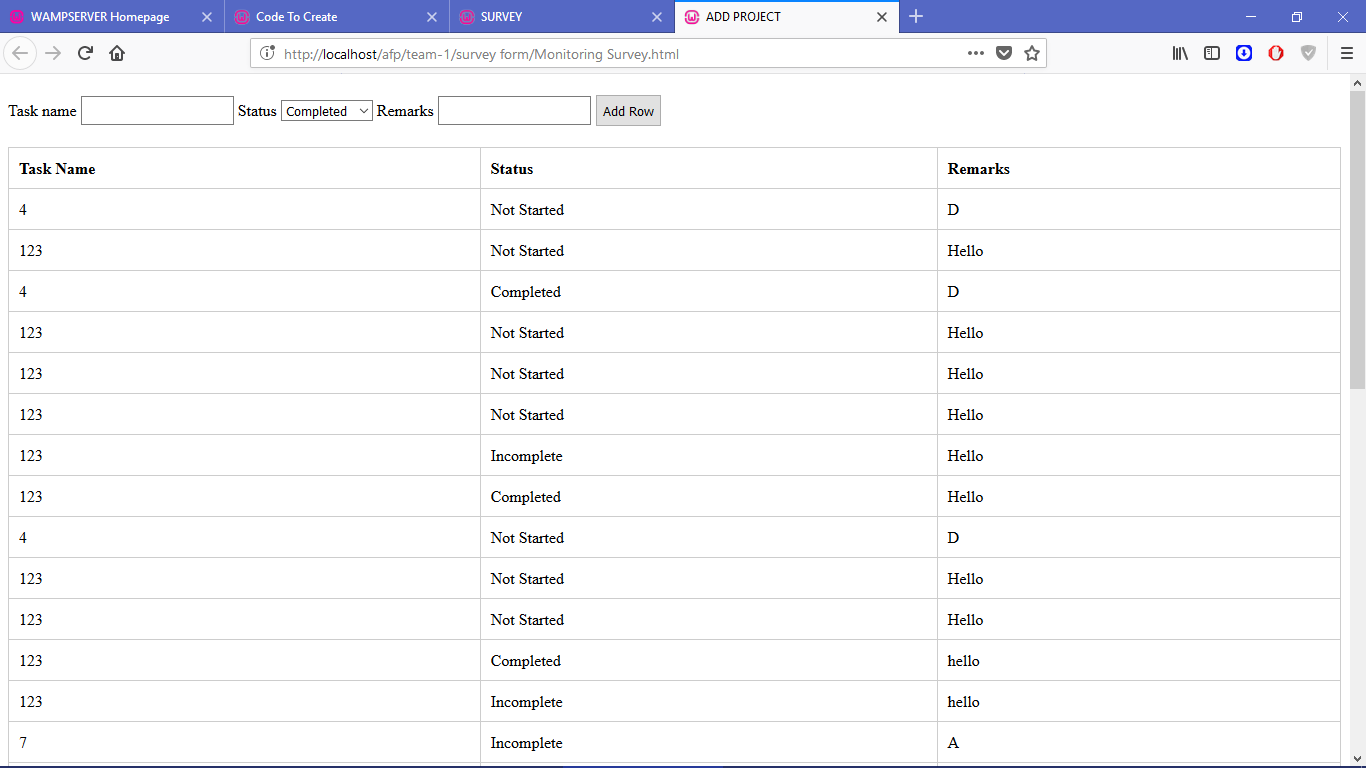 WAMPSERVER Homepage Code To Create SURVEY ADD PROJECT
http://localhost/afp/team-1/survey form/Monitoring Survey.html
Task name Status Completed Remarks Add Row
Task Name Status Remarks
4 Not Started D
123 Not Started Hello
4 Completed D
123 Not Started Hello
123 Not Started Hello
123 Not Started Hello
123 Incomplete Hello
123 Completed Hello
4 Not Started D
123 Not Started Hello
123 Not Started Hello
123 Completed hello
123 Incomplete hello
7 Incomplete A